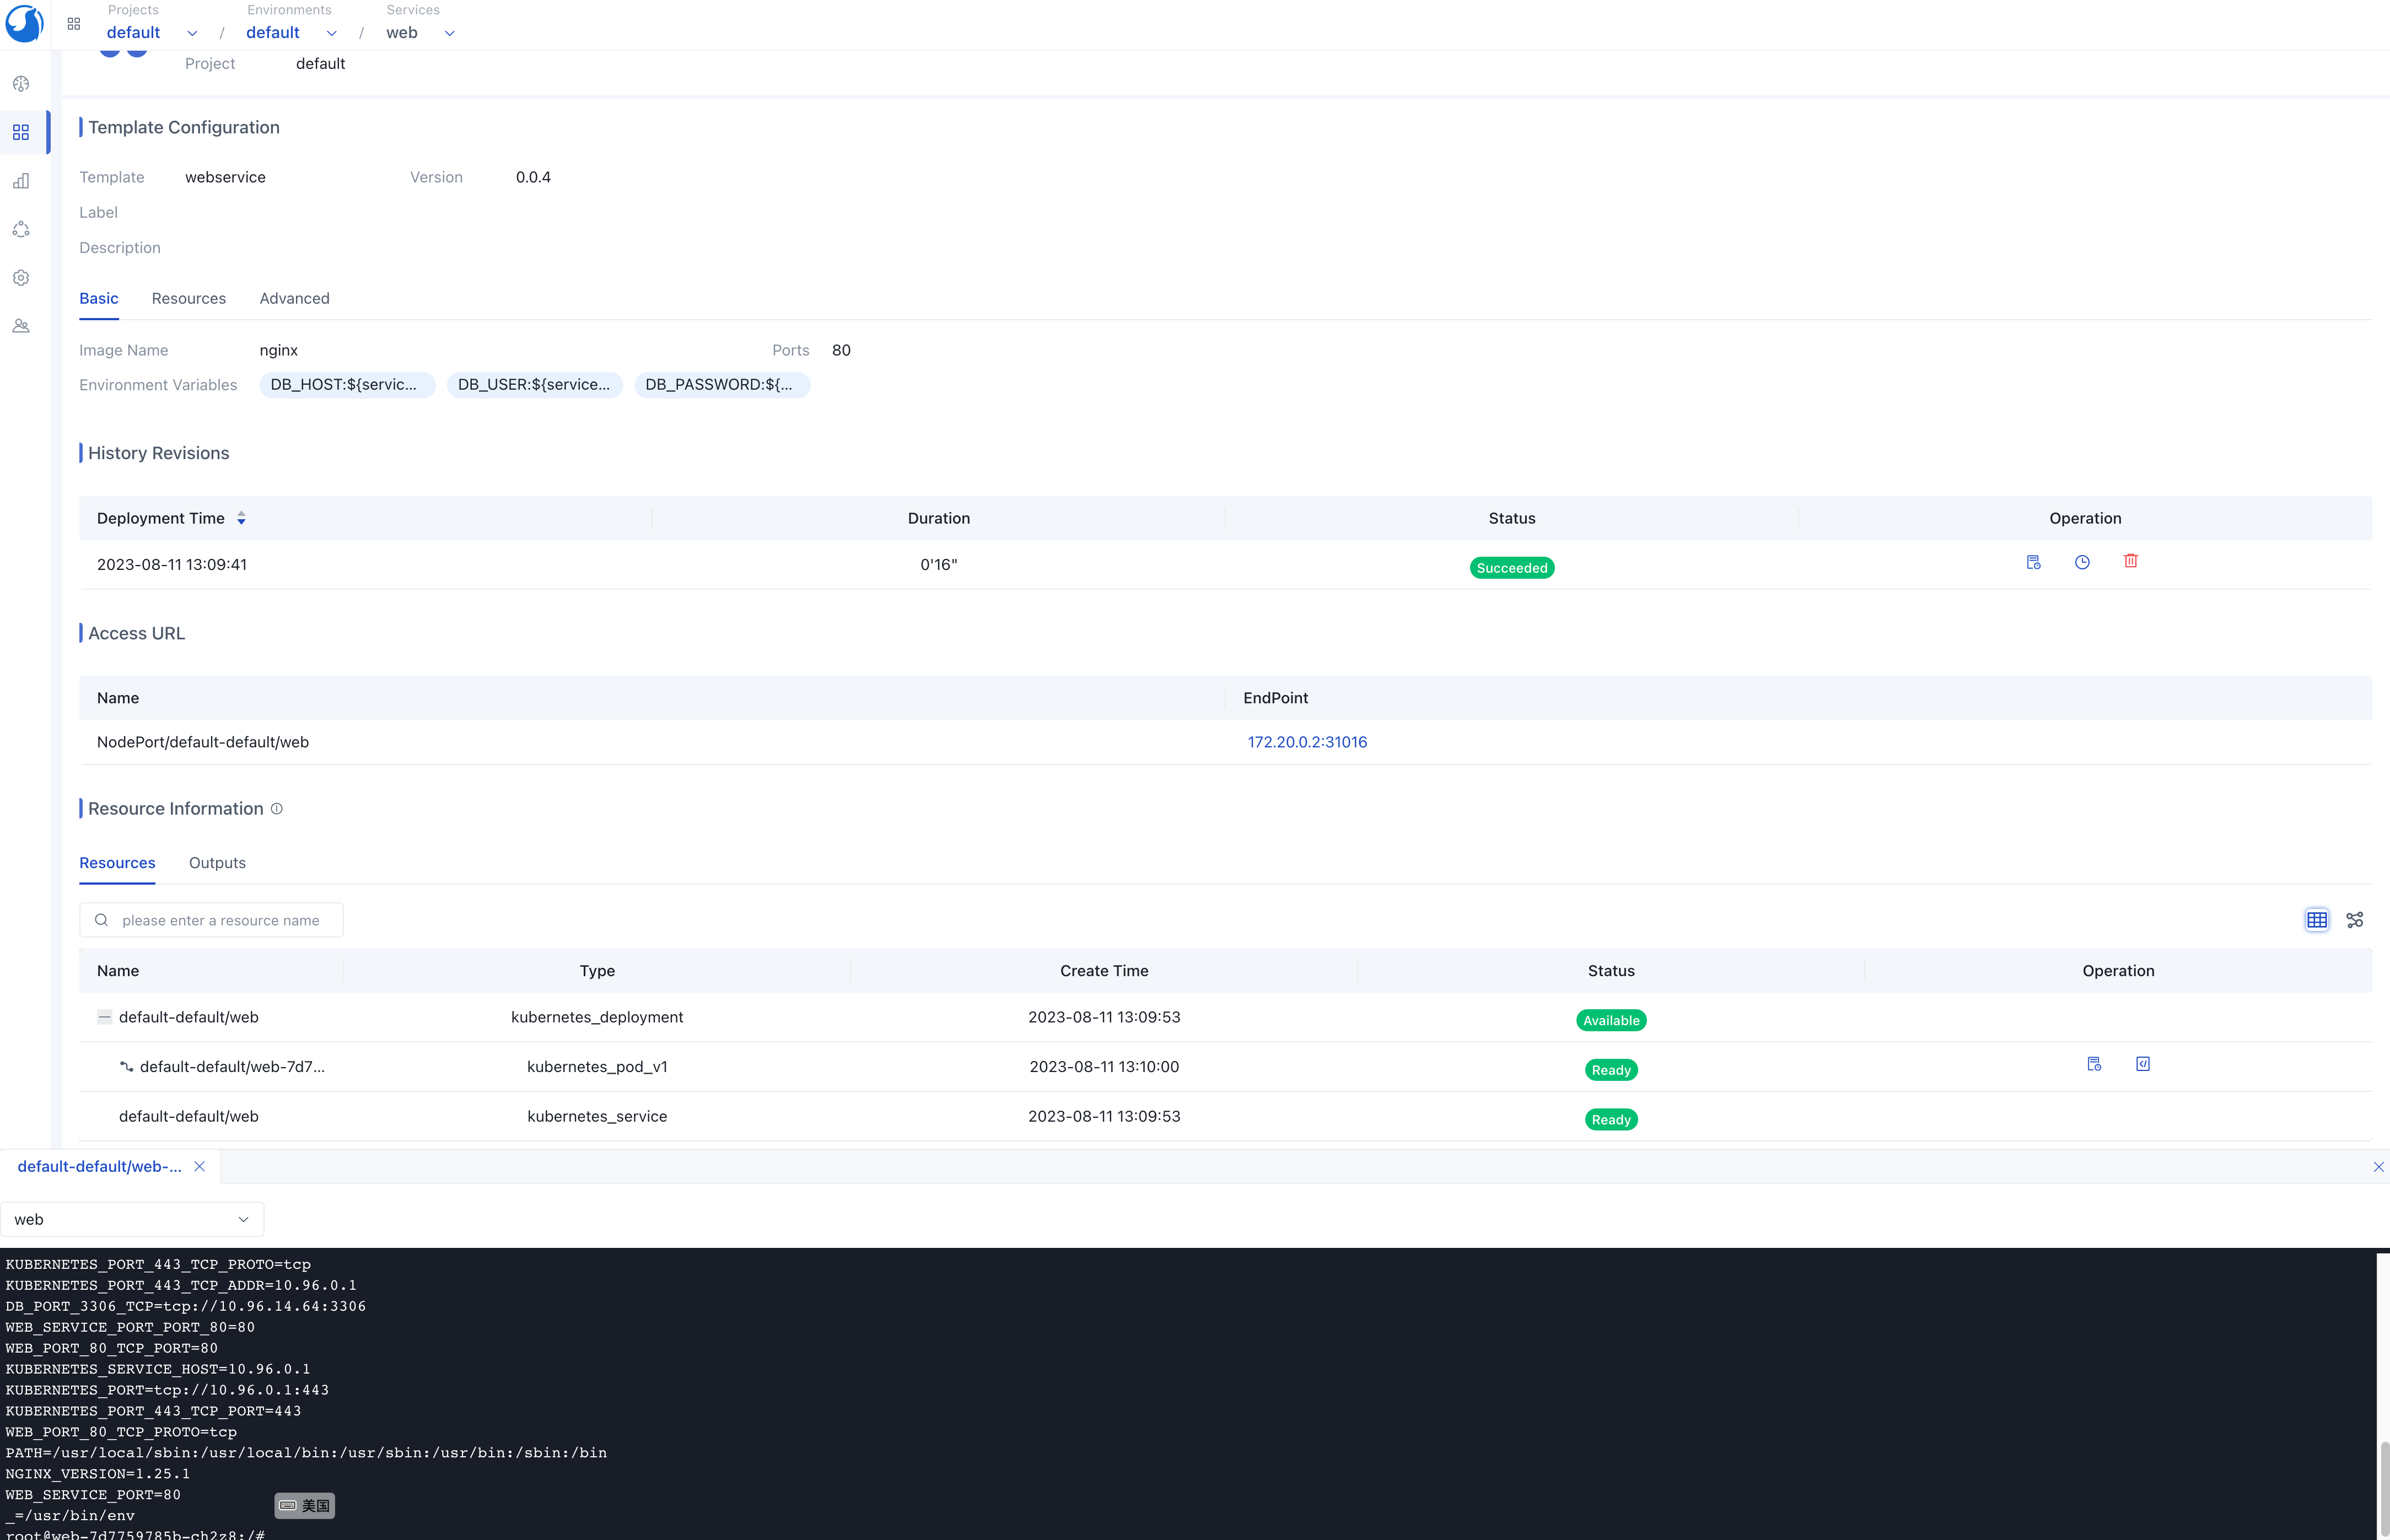 Projects Environments Services
default / default / web
Project default
Template Configuration
Template webservice Version 0.0.4
Label
Description
Basic Resources Advanced
Image Name nginx Ports 80
Environment Variables DB_HOST:${servic... DB_USER:${service... DB_PASSWORD:${...
History Revisions
Deployment Time Duration Status Operation
2023-08-11 13:09:41 0'16" Succeeded
Access URL
Name EndPoint
NodePort/default-default/web 172.20.0.2:31016
Resource Information
Resources Outputs
please enter a resource name
Name Type Create Time Status Operation
default-default/web kubernetes_deployment 2023-08-11 13:09:53 Available
default-default/web-7d7... kubernetes_pod_v1 2023-08-11 13:10:00 Ready
default-default/web kubernetes_service 2023-08-11 13:09:53 Ready
default-default/web-...
web
KUBERNETES_PORT_443_TCP_PROTO=tcp
KUBERNETES_PORT_443_TCP_ADDR=10.96.0.1
DB_PORT_3306_TCP=tcp://10.96.14.64:3306
WEB_SERVICE_PORT_PORT_80=80
WEB_PORT_80_TCP_PORT=80
KUBERNETES_SERVICE_HOST=10.96.0.1
KUBERNETES_PORT=tcp://10.96.0.1:443
KUBERNETES_PORT_443_TCP_PORT=443
WEB_PORT_80_TCP_PROTO=tcp
PATH=/usr/local/sbin:/usr/local/bin:/usr/sbin:/usr/bin:/sbin:/bin
NGINX_VERSION=1.25.1
WEB_SERVICE_PORT=80
美国
_=/usr/bin/env
root@web-7d7759785b-ch2z8:/#